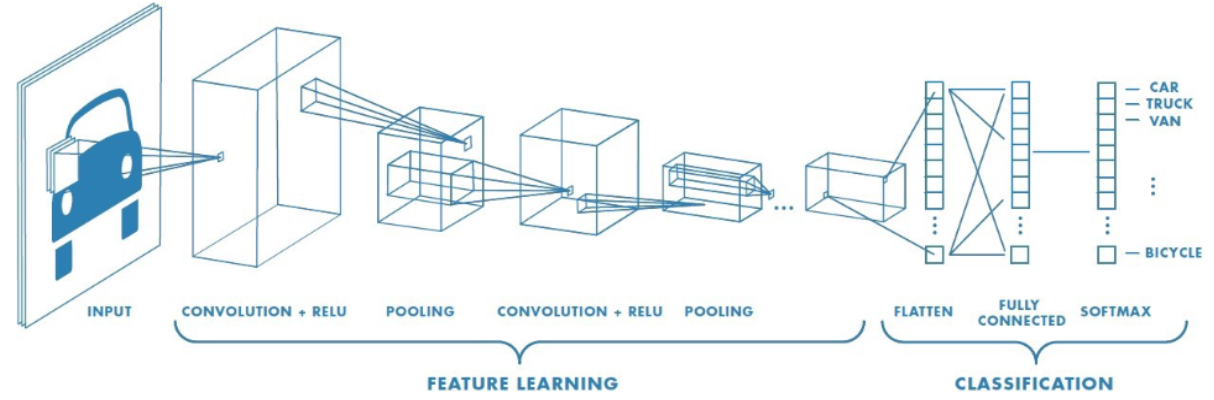 CAR
TRUCK
VAN
BICYCLE
INPUT
CONVOLUTION + RELU
POOLING
CONVOLUTION + RELU
POOLING
FLATTEN
FULLY
CONNECTED
SOFTMAX
FEATURE LEARNING
CLASSIFICATION